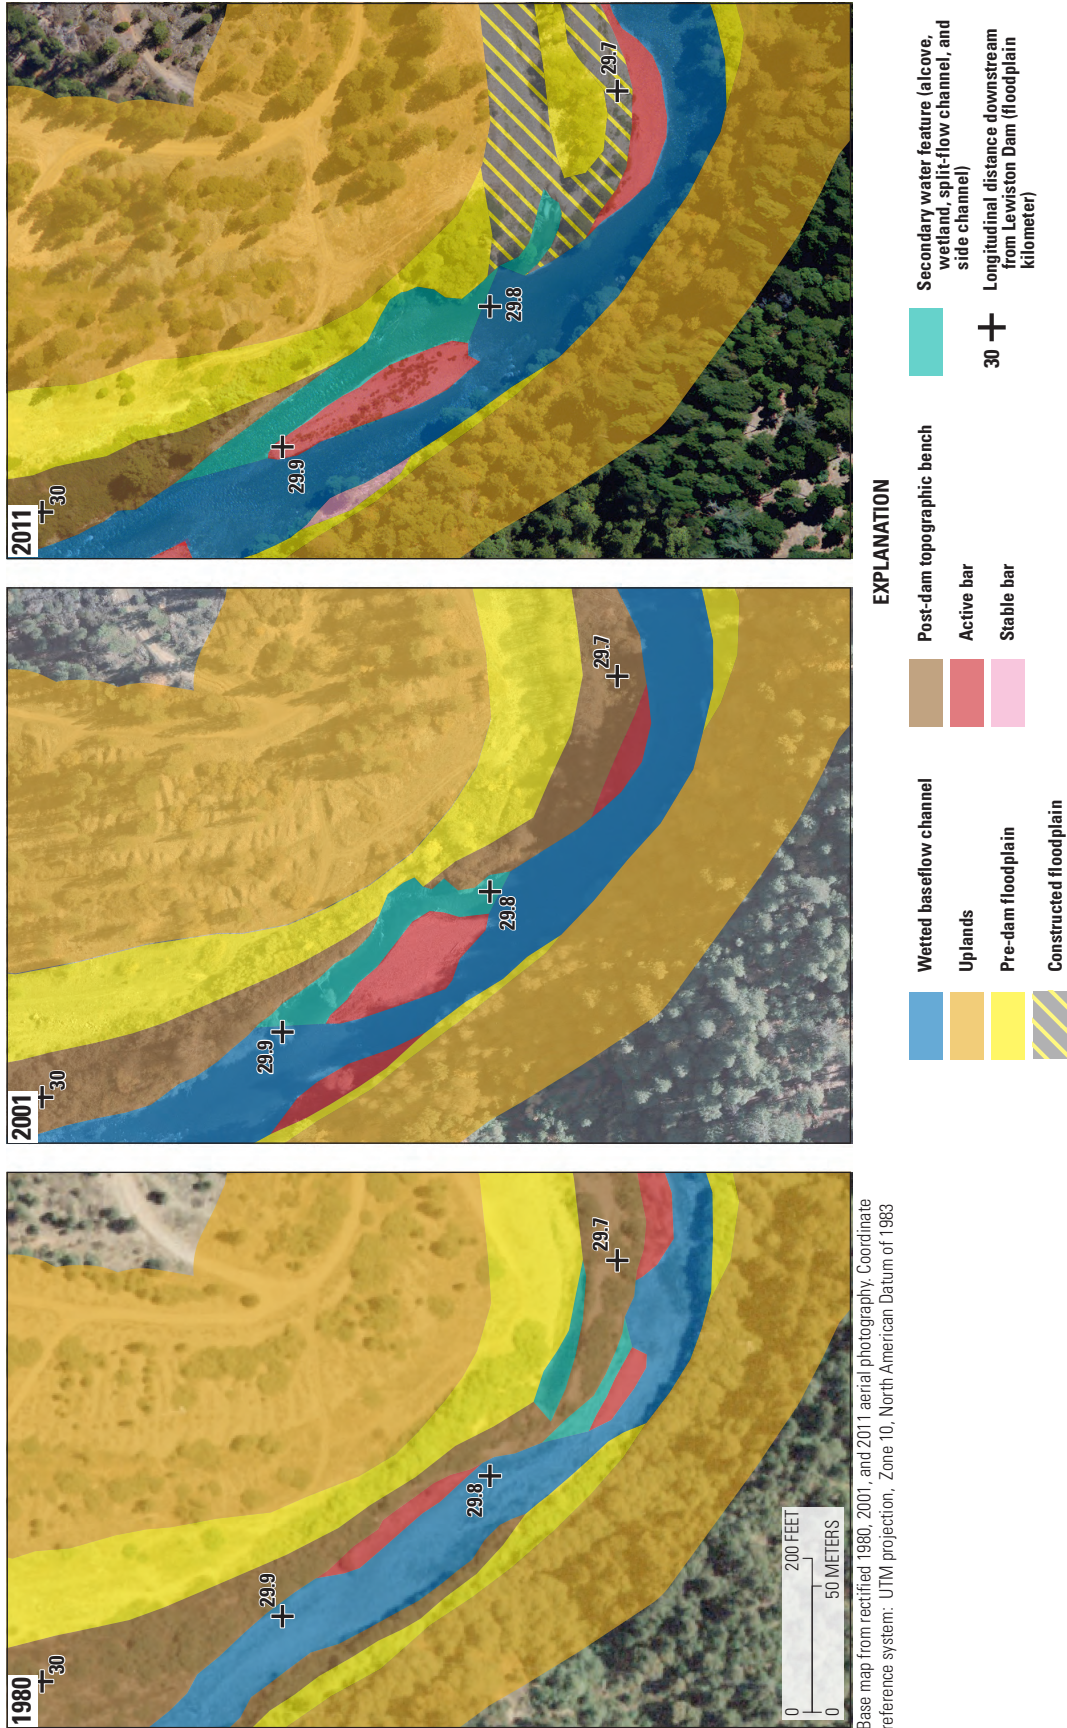 1980
30
29.9
29.8
29.7
0 200 FEET
0 50 METERS
2001
30
29.9
29.8
29.7
2011
30
29.9
29.8
29.7
Base map from rectified 1980, 2001, and 2011 aerial photography. Coordinate
reference system: UTM projection, Zone 10, North American Datum of 1983
EXPLANATION
Wetted baseflow channel
Uplands
Pre-dam floodplain
Constructed floodplain
Post-dam topographic bench
Active bar
Stable bar
Secondary water feature (alcove,
wetland, split-flow channel, and
side channel)
30
Longitudinal distance downstream
from Lewiston Dam (floodplain
kilometer)